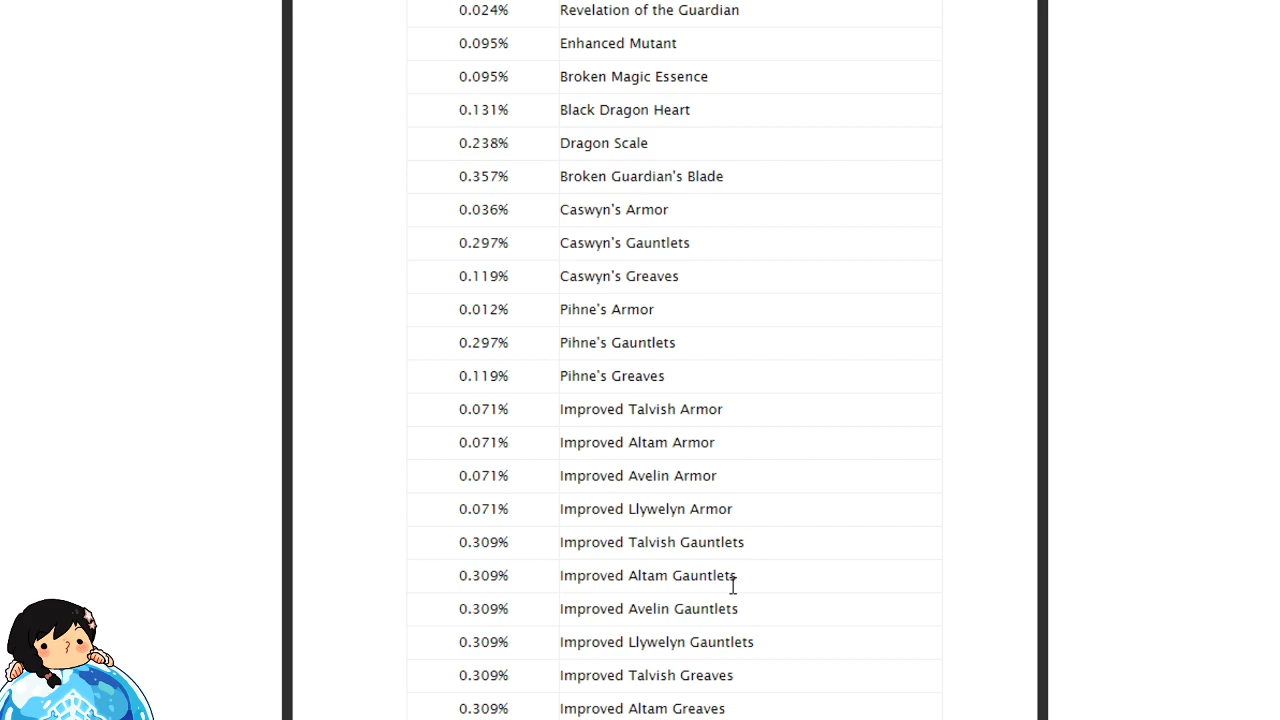 0.024% Revelation of the Guardian
0.095% Enhanced Mutant
0.095% Broken Magic Essence
0.131% Black Dragon Heart
0.238% Dragon Scale
0.357% Broken Guardian's Blade
0.036% Caswyn's Armor
0.297% Caswyn's Gauntlets
0.119% Caswyn's Greaves
0.012% Pihne's Armor
0.297% Pihne's Gauntlets
0.119% Pihne's Greaves
0.071% Improved Talvish Armor
0.071% Improved Altam Armor
0.071% Improved Avelin Armor
0.071% Improved Llywelyn Armor
0.309% Improved Talvish Gauntlets
0.309% Improved Altam Gauntlets
0.309% Improved Avelin Gauntlets
0.309% Improved Llywelyn Gauntlets
0.309% Improved Talvish Greaves
0.309% Improved Altam Greaves